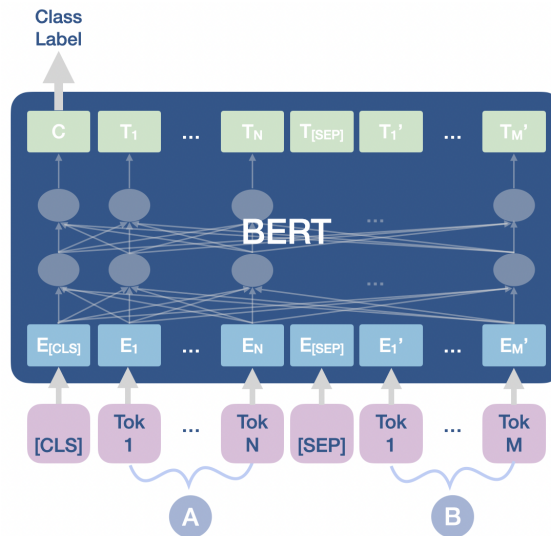 Class
Label
C T1 ... TN T[SEP] T1' ... TM'
...
BERT
...
E[CLS] E1 ... EN E[SEP] E1' ... EM'
[CLS] Tok 1 ... Tok N [SEP] Tok 1 ... Tok M
A B